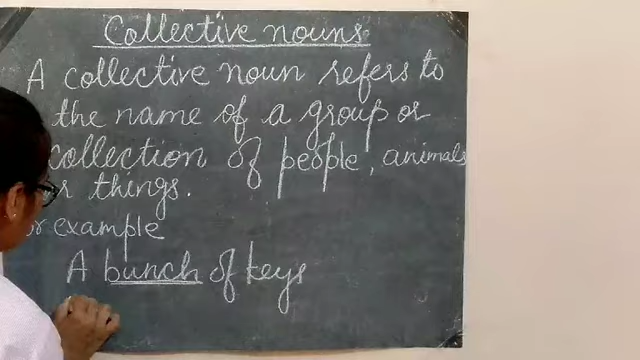 Collective nouns
A collective noun refers to
the name of a group or
collection of people, animals
things.
example
A bunch of keys